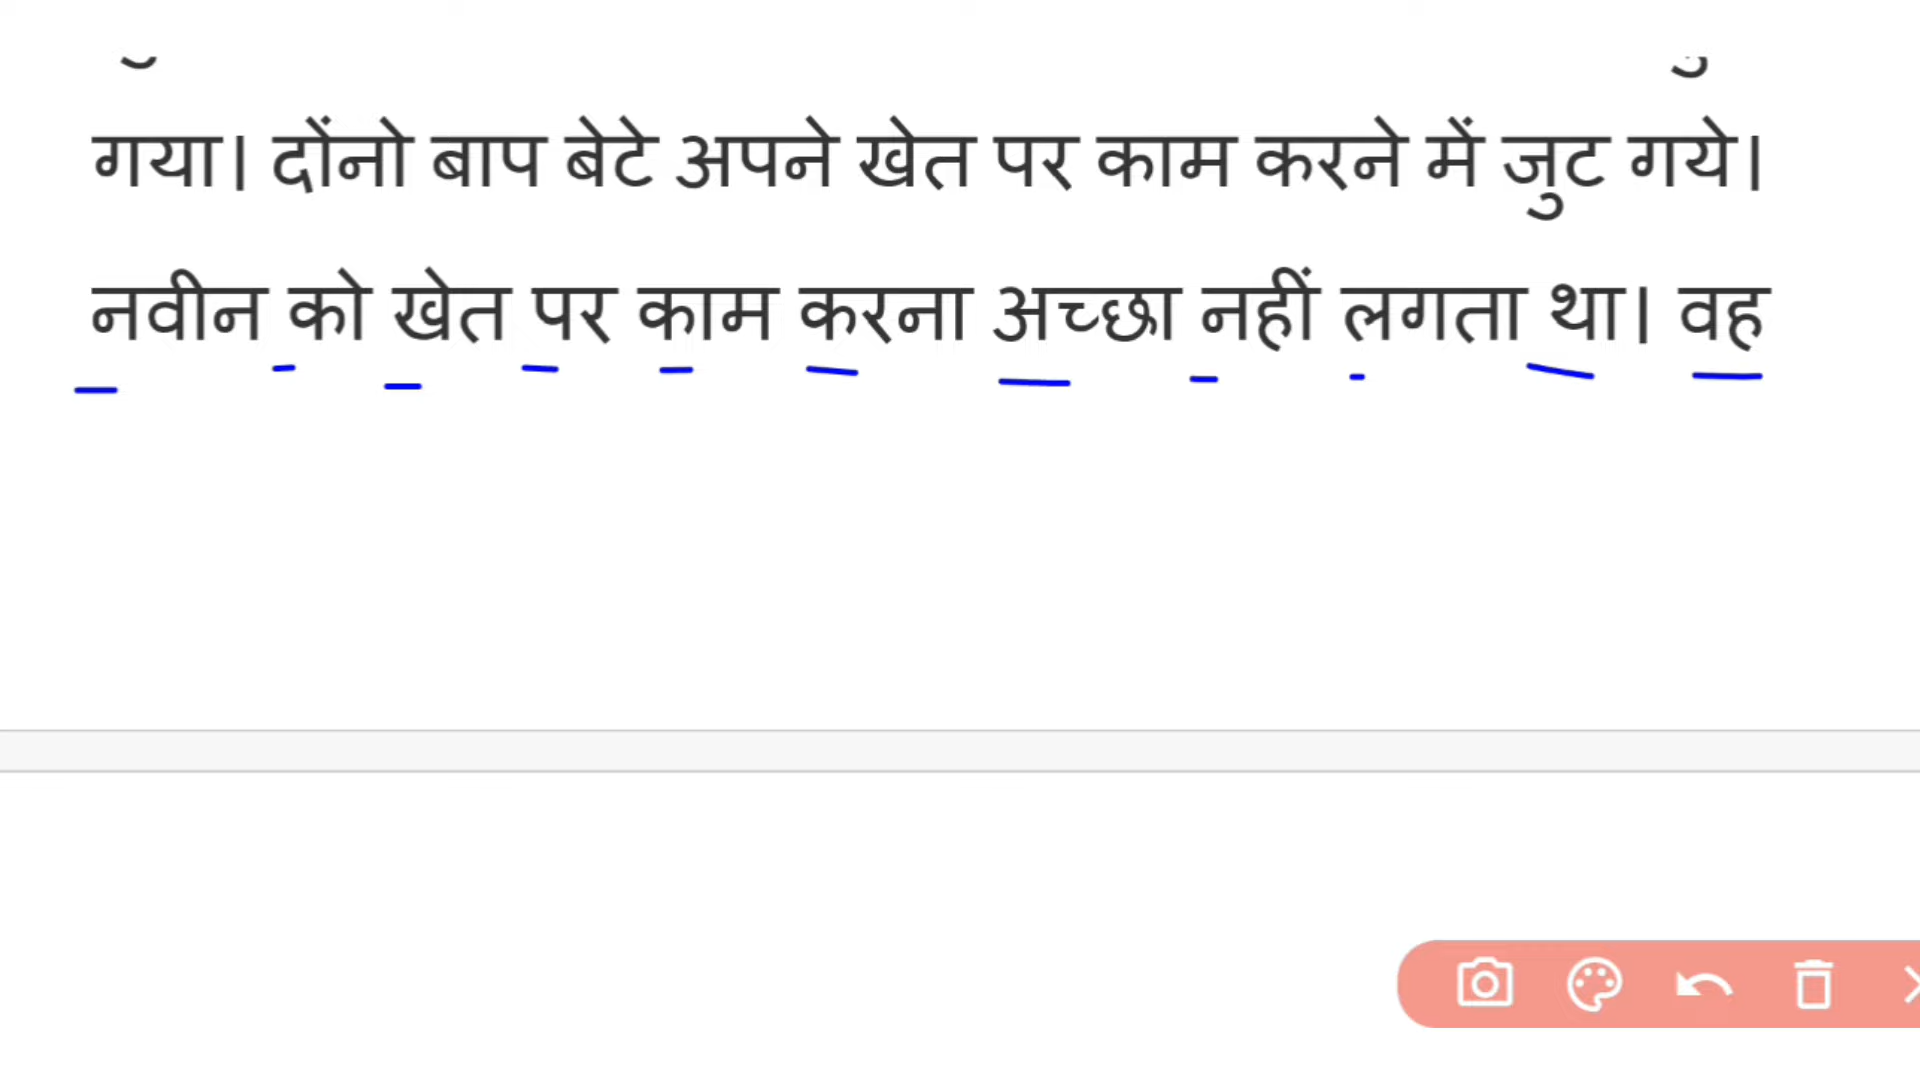 गया। दोंनो बाप बेटे अपने खेत पर काम करने में जुट गये।
नवीन को खेत पर काम करना अच्छा नहीं लगता था। वह